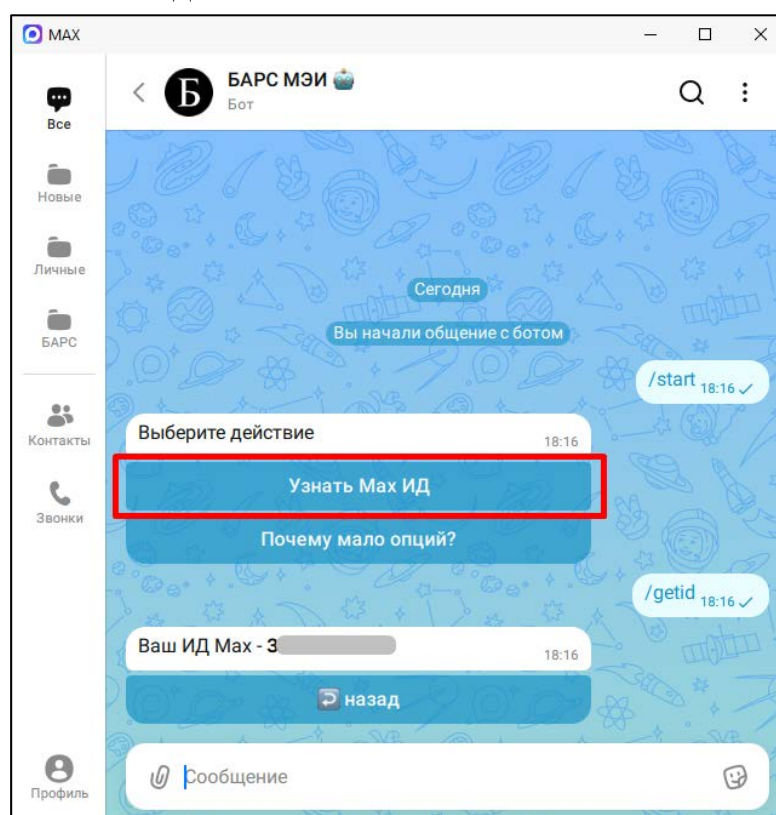 MAX
БАРС МЭИ
Бот
Все
Новые
Личные
БАРС
Контакты
Звонки
Профиль
Сегодня
Вы начали общение с ботом
/start 18:16
Выберите действие 18:16
Узнать Max ИД
Почему мало опций?
/getid 18:16
Ваш ИД Max - 3
18:16
назад
Сообщение